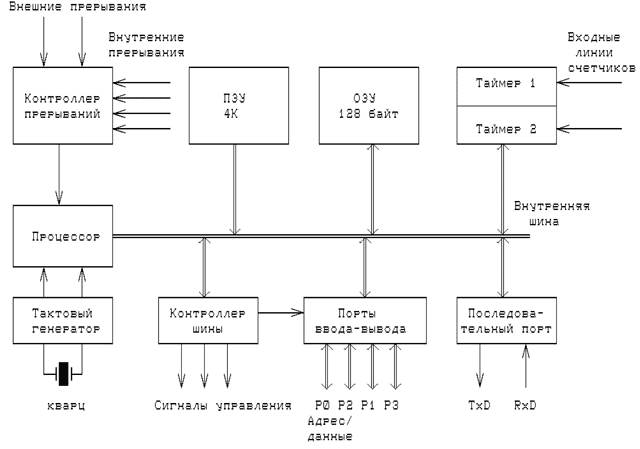 Внешние прерывания
Внутренние
прерывания
Входные
линии
счетчиков
Контроллер
прерываний
ПЗУ
4К
ОЗУ
128 байт
Таймер 1
Таймер 2
Внутренняя
шина
Процессор
Тактовый
генератор
Контроллер
шины
Порты
ввода-вывода
Последова-
тельный порт
кварц
Сигналы управления
P0 P2 P1 P3
Адрес/
данные
TxD
RxD